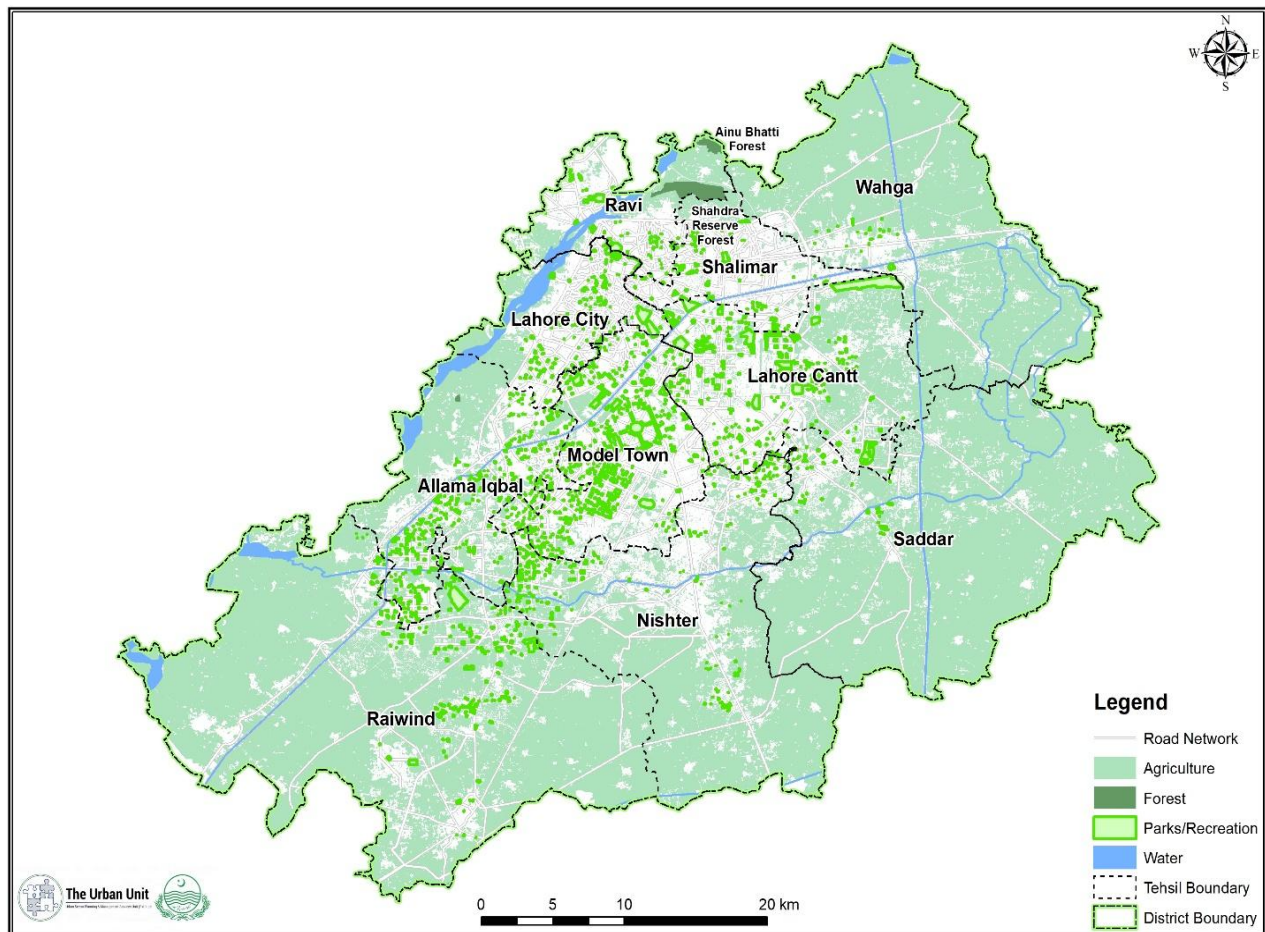 N
W
E
S
Ainu Bhatti
Forest
Wahga
Ravi
Shahdra
Reserve
Forest
Shalimar
Lahore City
Lahore Cantt
Model Town
Allama Iqbal
Saddar
Nishter
Raiwind
Legend
Road Network
Agriculture
Forest
Parks/Recreation
Water
Tehsil Boundary
District Boundary
The Urban Unit
0 5 10 20 km